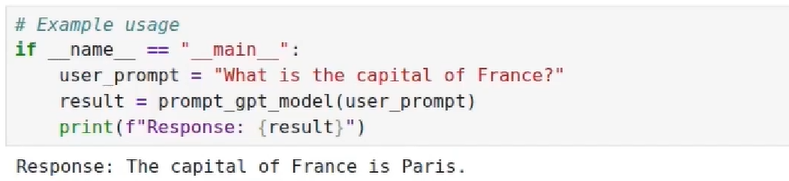 # Example usage
if __name__ == "__main__":
    user_prompt = "What is the capital of France?"
    result = prompt_gpt_model(user_prompt)
    print(f"Response: {result}")
Response: The capital of France is Paris.